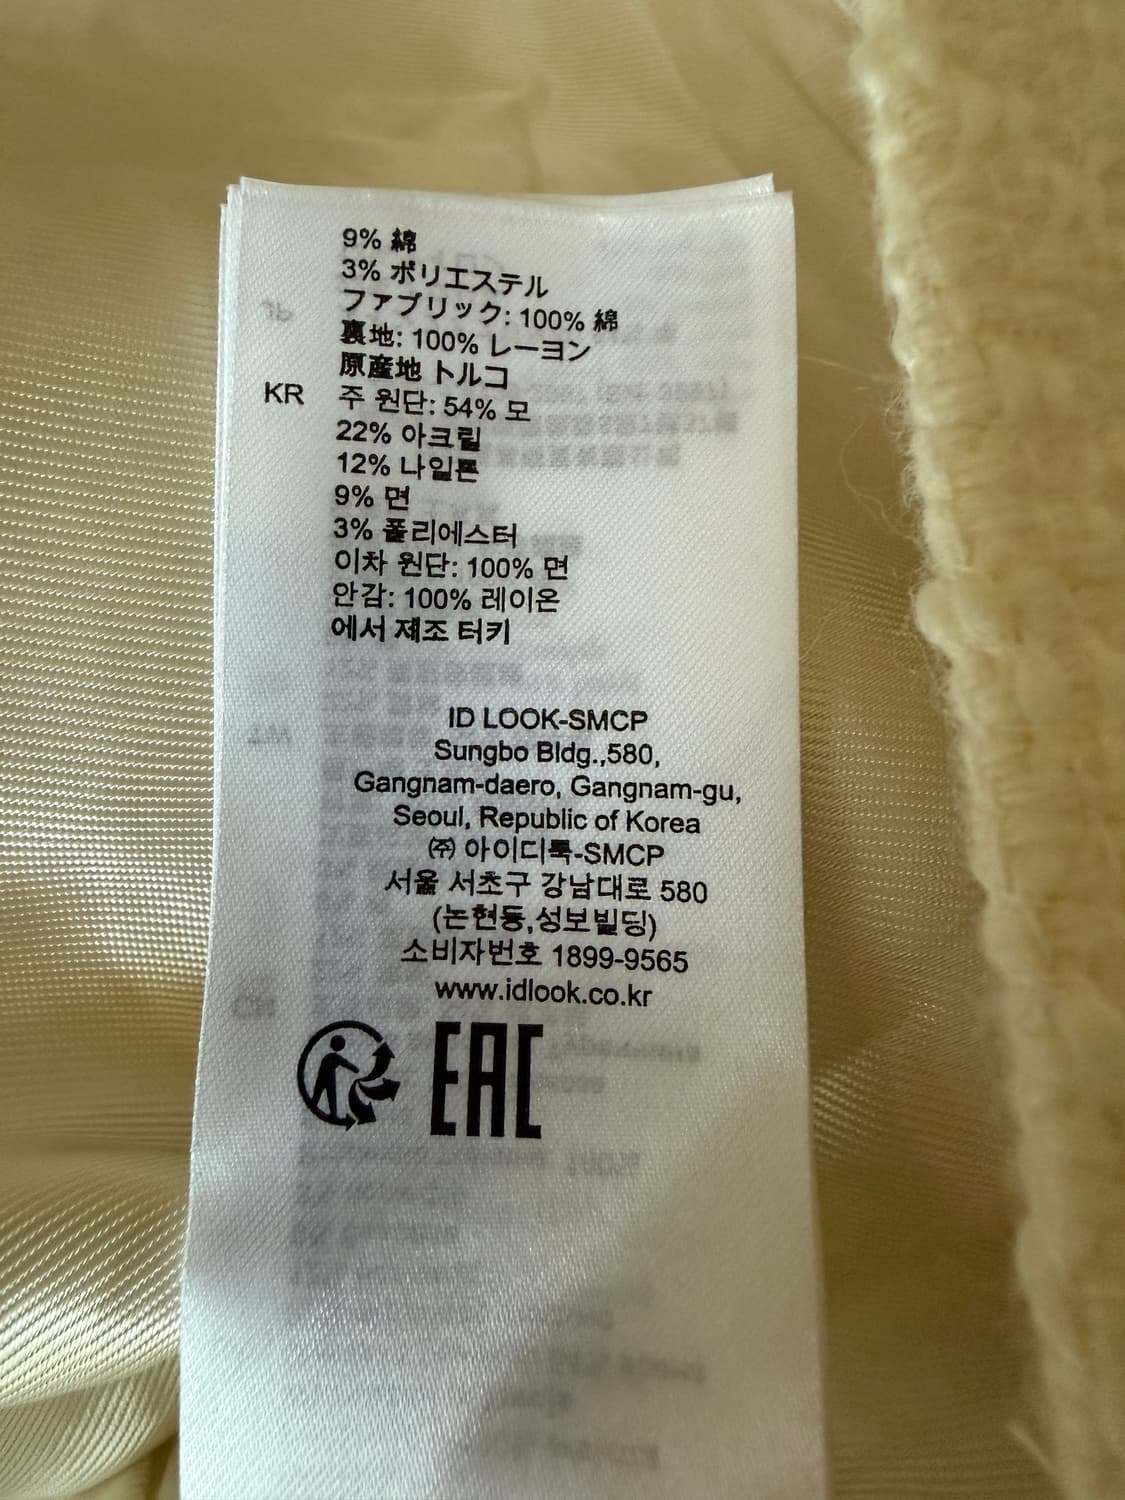 9% 綿
3% ポリエステル
ファブリック: 100% 綿
裏地: 100% レーヨン
原産地 トルコ
KR 주 원단: 54% 모
22% 아크릴
12% 나일론
9% 면
3% 폴리에스터
이차 원단: 100% 면
안감: 100% 레이온
에서 제조 터키
ID LOOK-SMCP
Sungbo Bldg.,580,
Gangnam-daero, Gangnam-gu,
Seoul, Republic of Korea
㈜ 아이디룩-SMCP
서울 서초구 강남대로 580
(논현동,성보빌딩)
소비자번호 1899-9565
www.idlook.co.kr
EAC